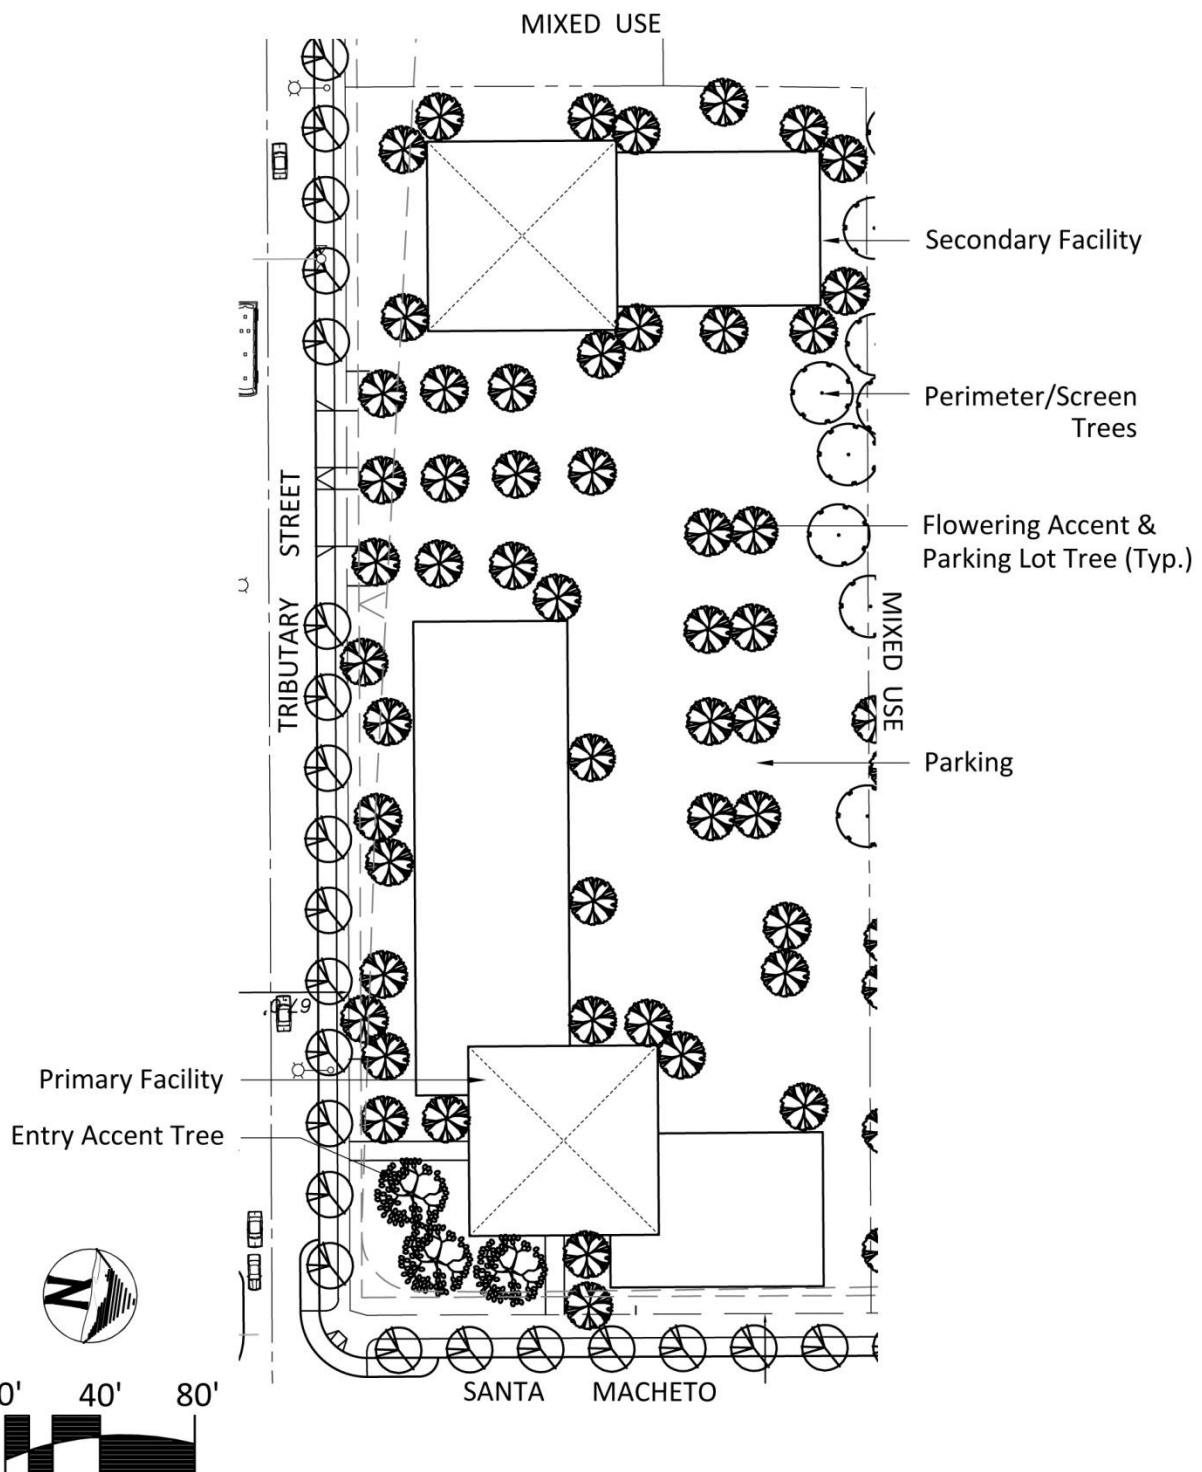 MIXED USE
Secondary Facility
Perimeter/Screen
Trees
Flowering Accent &
Parking Lot Tree (Typ.)
TRIBUTARY STREET
MIXED USE
Parking
Primary Facility
Entry Accent Tree
N
0' 40' 80'
SANTA MACHETO